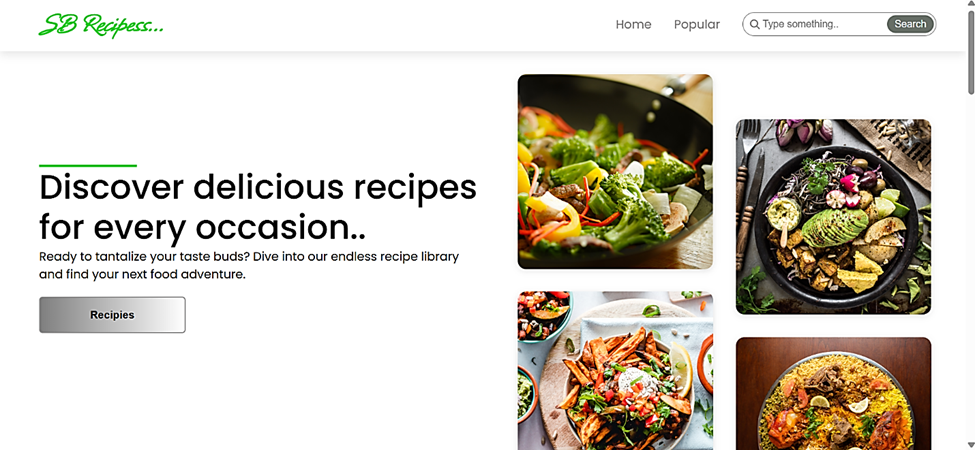 SB Recipess...
Home
Popular
Type something..
Search
Discover delicious recipes
for every occasion..
Ready to tantalize your taste buds? Dive into our endless recipe library
and find your next food adventure.
Recipies